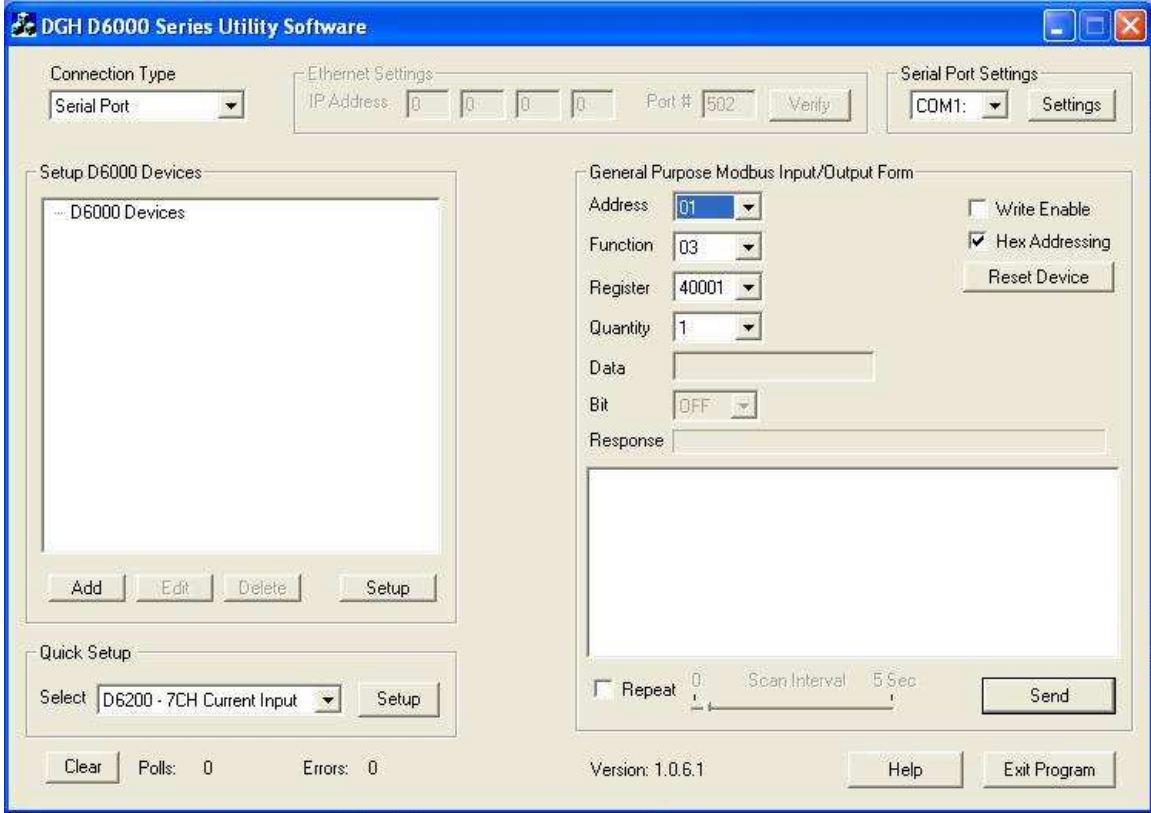 DGH D6000 Series Utility Software
Connection Type
Serial Port
Ethernet Settings
IP Address 0 0 0 0 Port # 502 Verify
Serial Port Settings
COM1: Settings
Setup D6000 Devices
D6000 Devices
Add Edit Delete Setup
Quick Setup
Select D6200 - 7CH Current Input Setup
Clear Polls: 0 Errors: 0
General Purpose Modbus Input/Output Form
Address 01
Write Enable
Function 03
Hex Addressing
Reset Device
Register 40001
Quantity 1
Data
Bit OFF
Response
Repeat 0 Scan Interval 5 Sec
Send
Version: 1.0.6.1 Help Exit Program